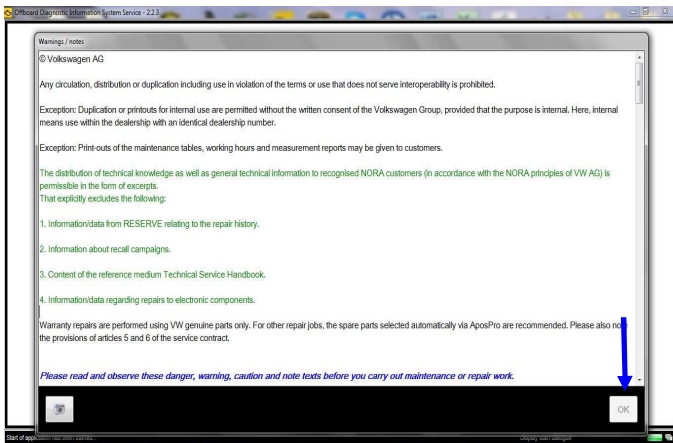 Offboard Diagnostic Information System Service - 2.2.3
Warnings / notes
© Volkswagen AG
Any circulation, distribution or duplication including use in violation of the terms or use that does not serve interoperability is prohibited.
Exception: Duplication or printouts for internal use are permitted without the written consent of the Volkswagen Group, provided that the purpose is internal. Here, internal
means use within the dealership with an identical dealership number.
Exception: Print-outs of the maintenance tables, working hours and measurement reports may be given to customers.
The distribution of technical knowledge as well as general technical information to recognised NORA customers (in accordance with the NORA principles of VW AG) is
permissible in the form of excerpts.
That explicitly excludes the following:
1. Information/data from RESERVE relating to the repair history.
2. Information about recall campaigns.
3. Content of the reference medium Technical Service Handbook.
4. Information/data regarding repairs to electronic components.
Warranty repairs are performed using VW genuine parts only. For other repair jobs, the spare parts selected automatically via AposPro are recommended. Please also note
the provisions of articles 5 and 6 of the service contract.
Please read and observe these danger, warning, caution and note texts before you carry out maintenance or repair work.
OK
Start of application has been started...
Display start dialogue